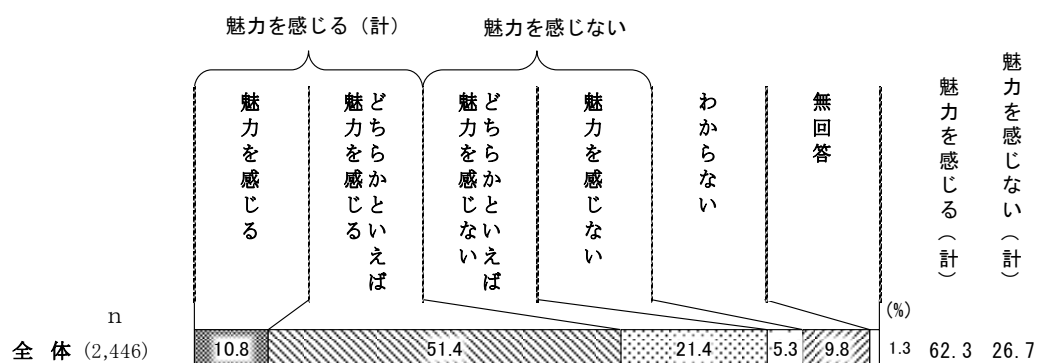 魅力を感じる（計）
魅力を感じない
魅力を感じる
どちらかといえば
魅力を感じる
どちらかといえば
魅力を感じない
魅力を感じない
わからない
無回答
魅力を感じる（計）
魅力を感じない（計）
(%)
n
全 体 (2,446) 10.8 51.4 21.4 5.3 9.8 1.3 62.3 26.7